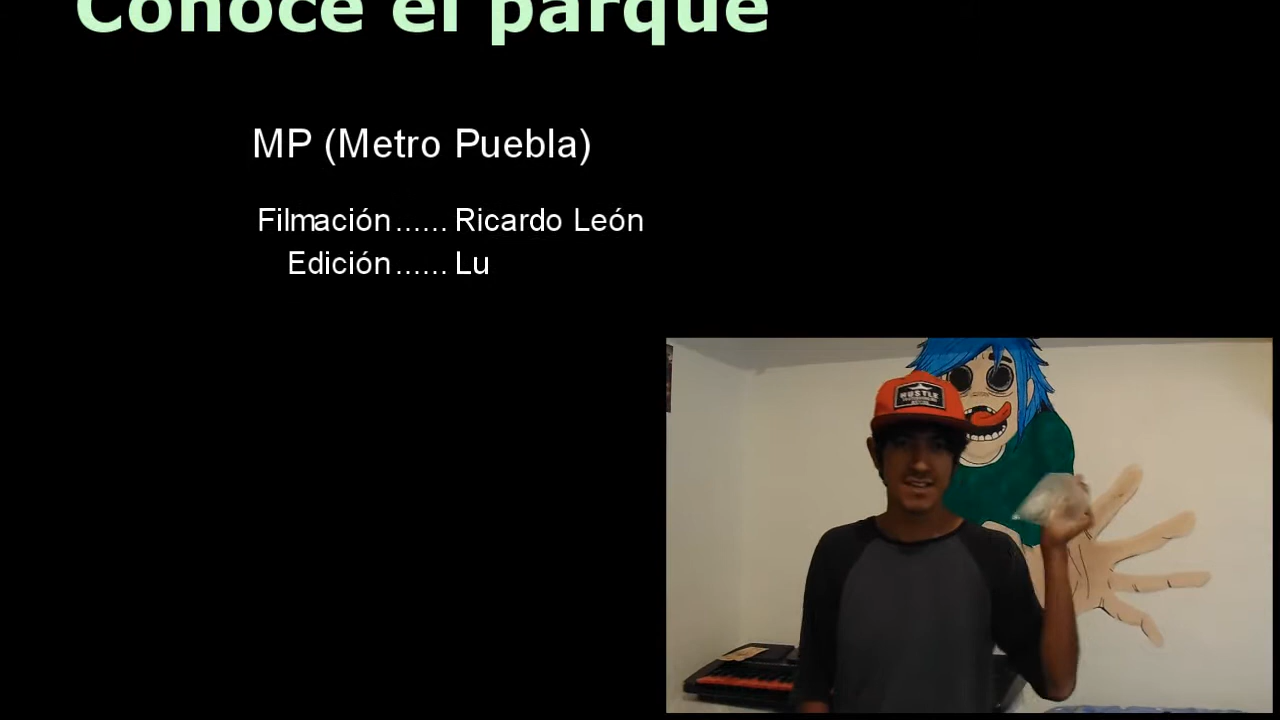 Conoce el parque
MP (Metro Puebla)
Filmación ...... Ricardo León
Edición ...... Lu
HUSTLE